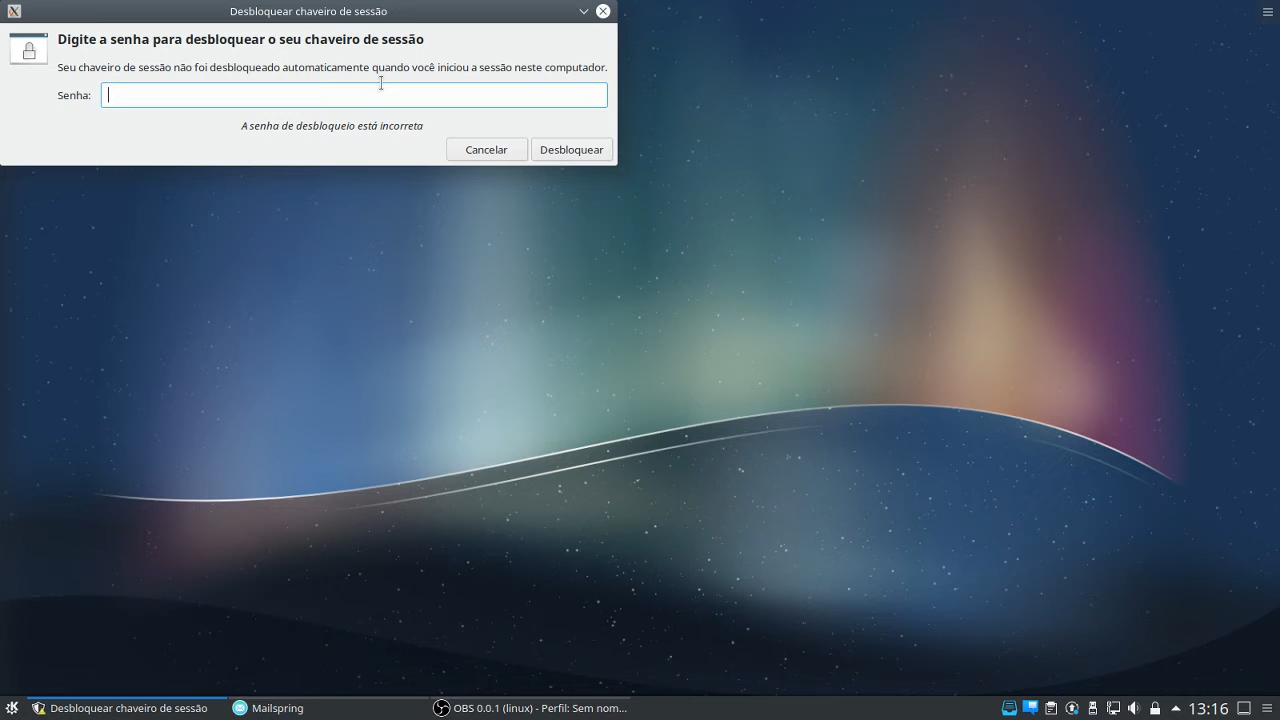 Desbloquear chaveiro de sessão
Digite a senha para desbloquear o seu chaveiro de sessão
Seu chaveiro de sessão não foi desbloqueado automaticamente quando você iniciou a sessão neste computador.
Senha:
A senha de desbloqueio está incorreta
Cancelar
Desbloquear
Desbloquear chaveiro de sessão
Mailspring
OBS 0.0.1 (linux) - Perfil: Sem nom...
13:16